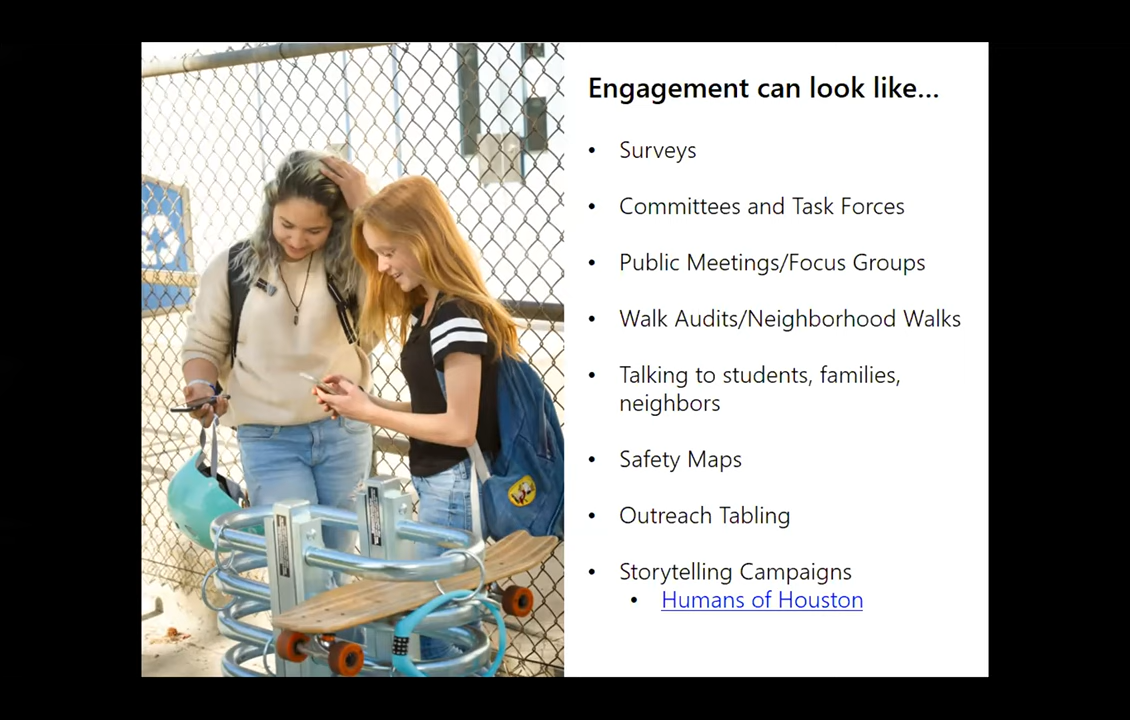 Engagement can look like...
• Surveys
• Committees and Task Forces
• Public Meetings/Focus Groups
• Walk Audits/Neighborhood Walks
• Talking to students, families,
neighbors
• Safety Maps
• Outreach Tabling
• Storytelling Campaigns
• Humans of Houston